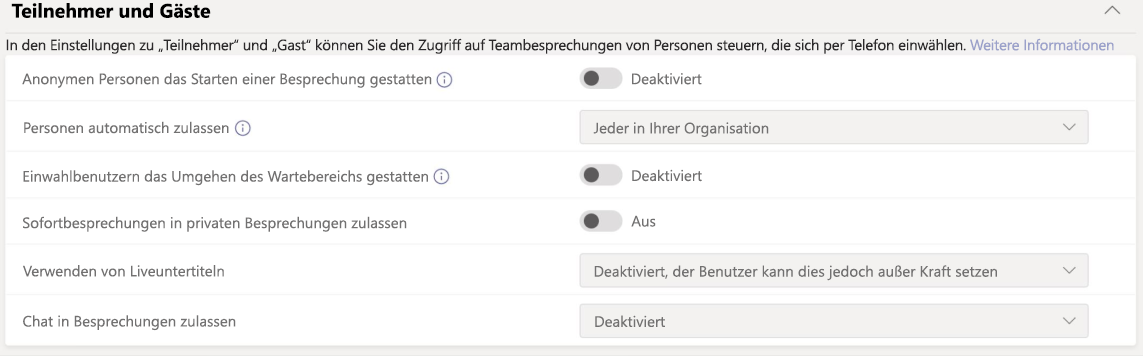 Teilnehmer und Gäste
In den Einstellungen zu „Teilnehmer“ und „Gast“ können Sie den Zugriff auf Teambesprechungen von Personen steuern, die sich per Telefon einwählen. Weitere Informationen
Anonymen Personen das Starten einer Besprechung gestatten Deaktiviert
Personen automatisch zulassen Jeder in Ihrer Organisation
Einwahlbenutzern das Umgehen des Wartebereichs gestatten Deaktiviert
Sofortbesprechungen in privaten Besprechungen zulassen Aus
Verwenden von Liveuntertiteln Deaktiviert, der Benutzer kann dies jedoch außer Kraft setzen
Chat in Besprechungen zulassen Deaktiviert